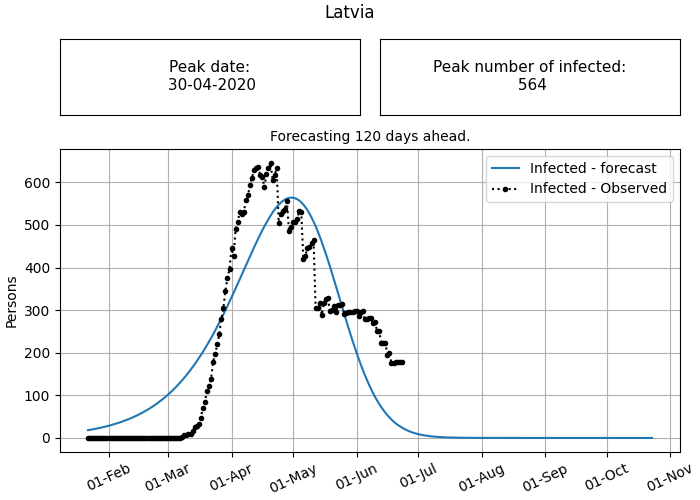 Latvia
Peak date:
30-04-2020
Peak number of infected:
564
Forecasting 120 days ahead.
Infected - forecast
Infected - Observed
Persons
600
500
400
300
200
100
0
01-Feb
01-Mar
01-Apr
01-May
01-Jun
01-Jul
01-Aug
01-Sep
01-Oct
01-Nov